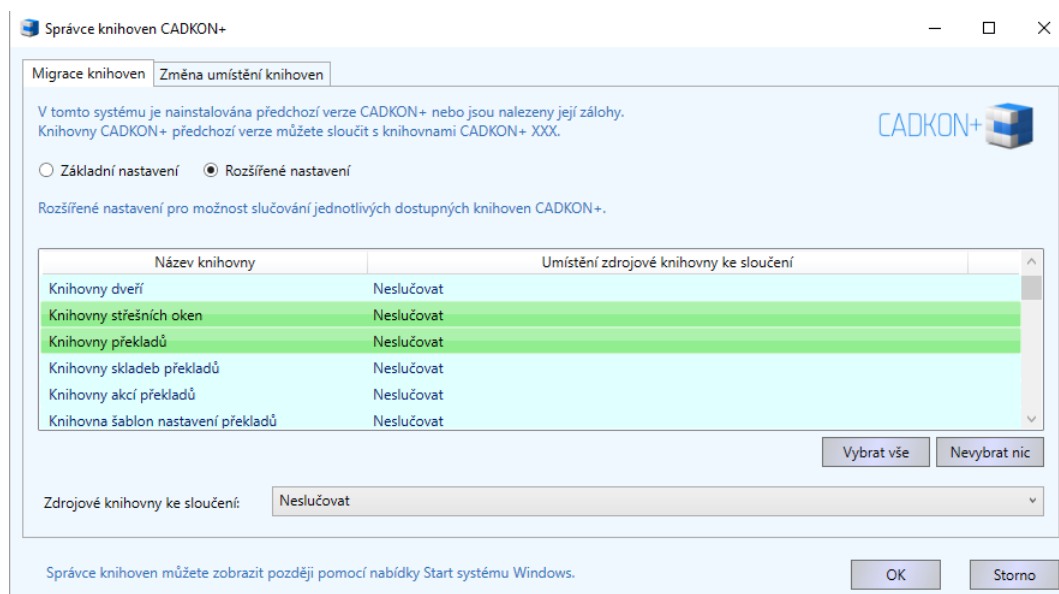 Správce knihoven CADKON+
Migrace knihoven Změna umístění knihoven
V tomto systému je nainstalována předchozí verze CADKON+ nebo jsou nalezeny její zálohy.
Knihovny CADKON+ předchozí verze můžete sloučit s knihovnami CADKON+ XXX.
CADKON+
Základní nastavení Rozšířené nastavení
Rozšířené nastavení pro možnost slučování jednotlivých dostupných knihoven CADKON+.
Název knihovny Umístění zdrojové knihovny ke sloučení
Knihovny dveří Neslučovat
Knihovny střešních oken Neslučovat
Knihovny překladů Neslučovat
Knihovny skladeb překladů Neslučovat
Knihovny akcí překladů Neslučovat
Knihovna šablon nastavení překladů Neslučovat
Vybrat vše Nevybrat nic
Zdrojové knihovny ke sloučení: Neslučovat
Správce knihoven můžete zobrazit později pomocí nabídky Start systému Windows.
OK Storno